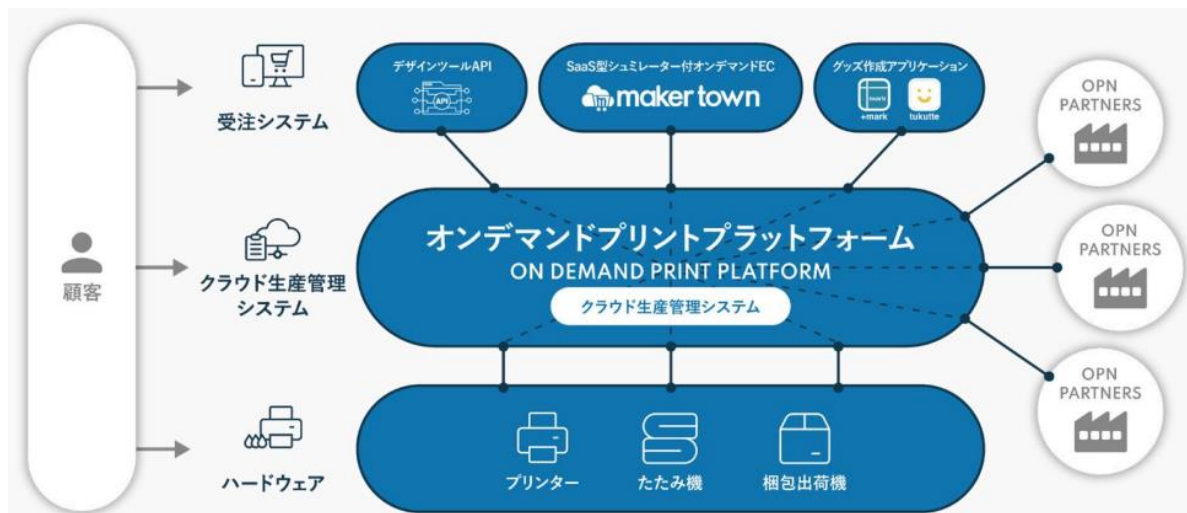 顧客
受注システム
デザインツールAPI
API
SaaS型シュミレーター付オンデマンドEC
maker town
グッズ作成アプリケーション
+mark
tukutte
クラウド生産管理
システム
オンデマンドプリントプラットフォーム
ON DEMAND PRINT PLATFORM
クラウド生産管理システム
ハードウェア
プリンター
たたみ機
梱包出荷機
OPN
PARTNERS
OPN
PARTNERS
OPN
PARTNERS